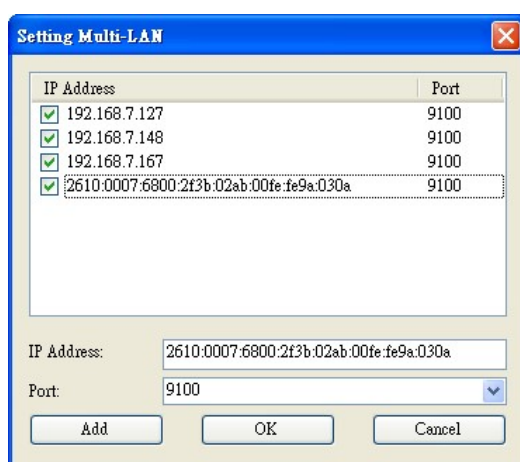 Setting Multi-LAN
IP Address Port
192.168.7.127 9100
192.168.7.148 9100
192.168.7.167 9100
2610:0007:6800:2f3b:02ab:00fe:fe9a:030a 9100
IP Address: 2610:0007:6800:2f3b:02ab:00fe:fe9a:030a
Port: 9100
Add OK Cancel